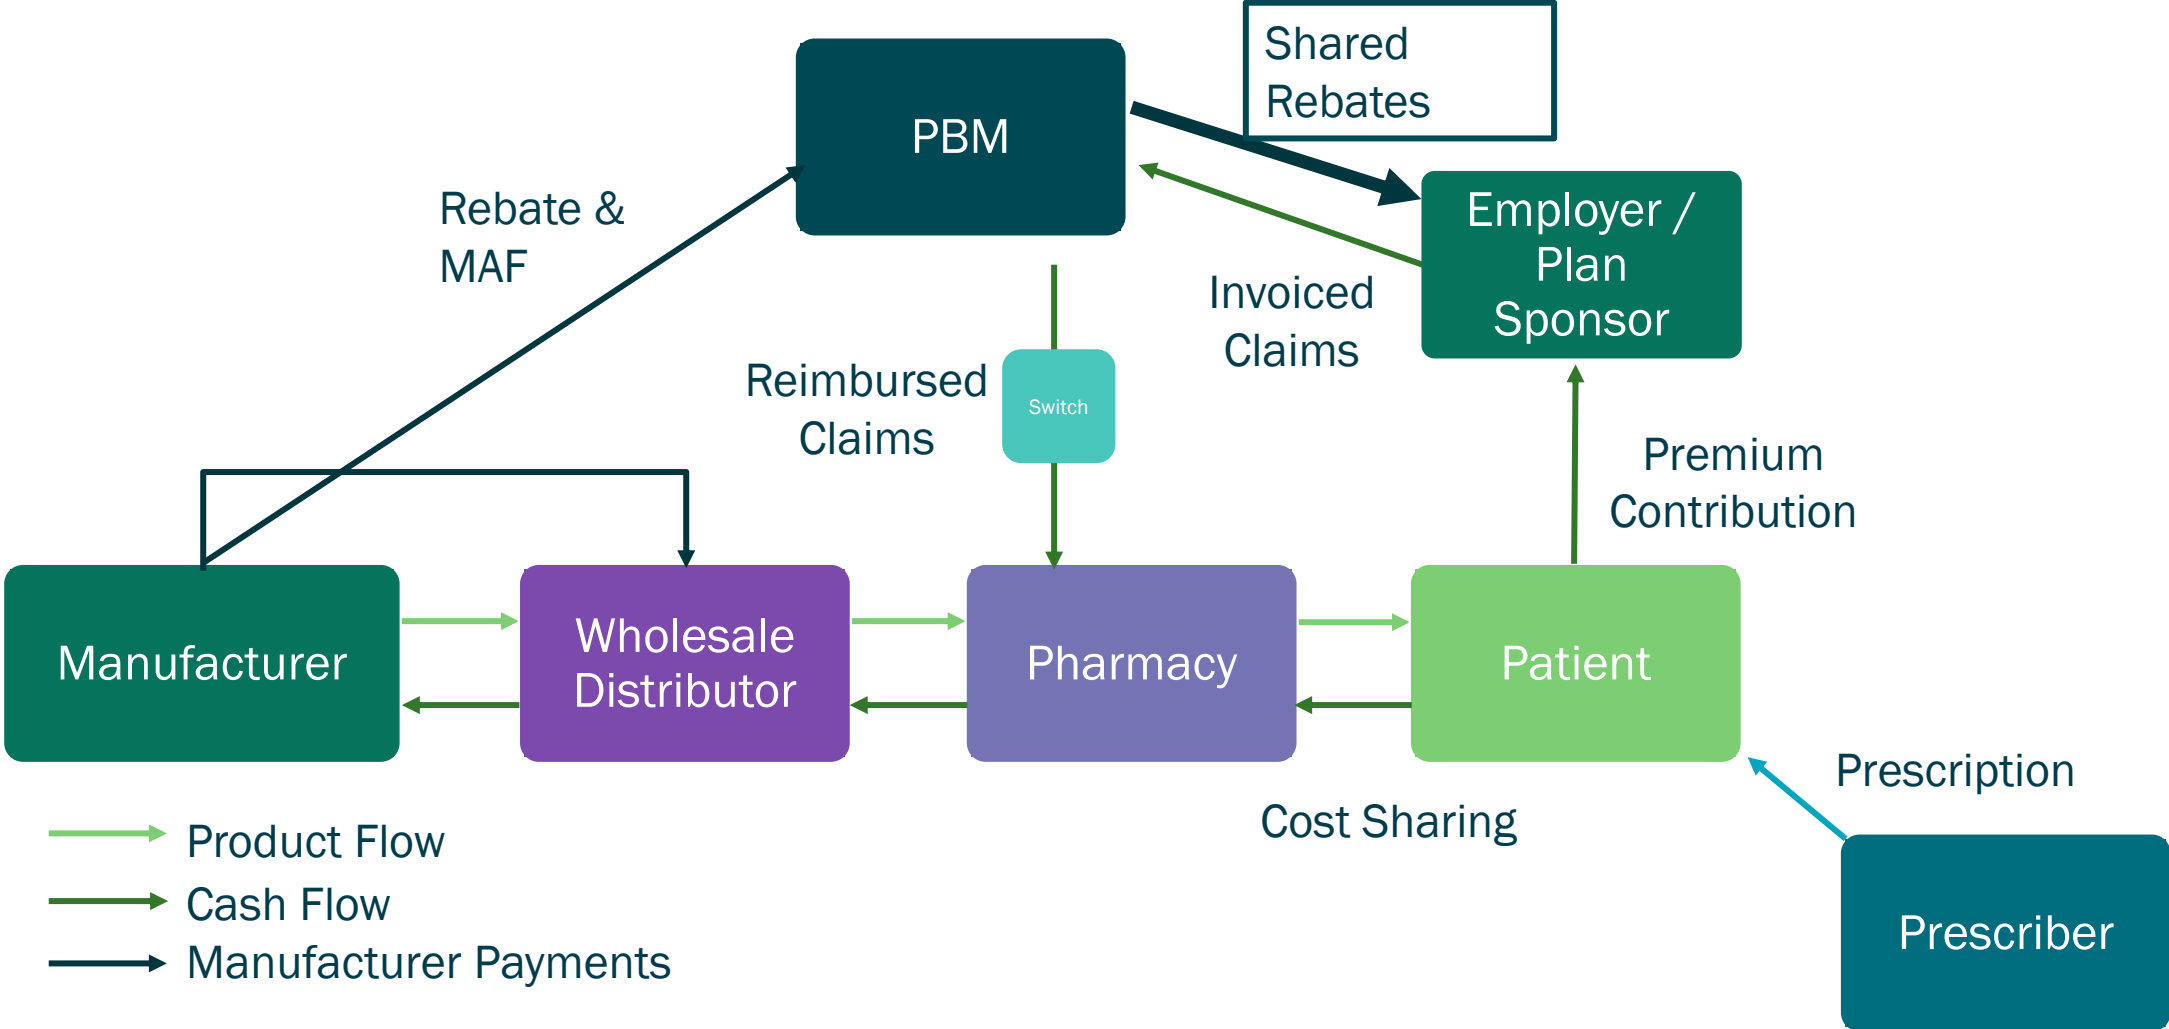 Shared
Rebates
PBM
Rebate &
MAF
Employer /
Plan
Sponsor
Invoiced
Claims
Reimbursed
Claims
Switch
Premium
Contribution
Manufacturer
Wholesale
Distributor
Pharmacy
Patient
Prescription
Cost Sharing
Product Flow
Cash Flow
Manufacturer Payments
Prescriber